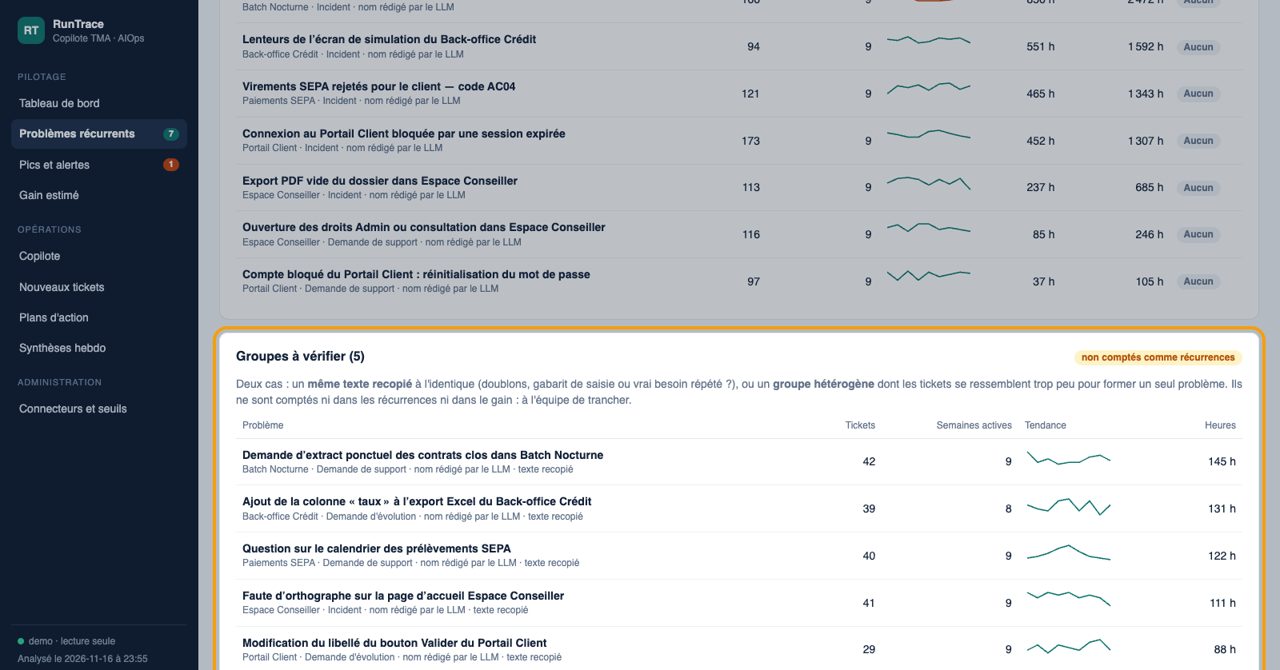 RT
RunTrace
Copilote TMA · AIOps
PILOTAGE
Tableau de bord
Problèmes récurrents 7
Pics et alertes 1
Gain estimé
OPÉRATIONS
Copilote
Nouveaux tickets
Plans d'action
Synthèses hebdo
ADMINISTRATION
Connecteurs et seuils
demo · lecture seule
Analysé le 2026-11-16 à 23:55
Batch Nocturne · Incident · nom rédigé par le LLM
Lenteurs de l'écran de simulation du Back-office Crédit 94 9 551 h 1 592 h Aucun
Back-office Crédit · Incident · nom rédigé par le LLM
Virements SEPA rejetés pour le client — code AC04 121 9 465 h 1 343 h Aucun
Paiements SEPA · Incident · nom rédigé par le LLM
Connexion au Portail Client bloquée par une session expirée 173 9 452 h 1 307 h Aucun
Portail Client · Incident · nom rédigé par le LLM
Export PDF vide du dossier dans Espace Conseiller 113 9 237 h 685 h Aucun
Espace Conseiller · Incident · nom rédigé par le LLM
Ouverture des droits Admin ou consultation dans Espace Conseiller 116 9 85 h 246 h Aucun
Espace Conseiller · Demande de support · nom rédigé par le LLM
Compte bloqué du Portail Client : réinitialisation du mot de passe 97 9 37 h 105 h Aucun
Portail Client · Demande de support · nom rédigé par le LLM
Groupes à vérifier (5) non comptés comme récurrences
Deux cas : un même texte recopié à l'identique (doublons, gabarit de saisie ou vrai besoin répété ?), ou un groupe hétérogène dont les tickets se ressemblent trop peu pour former un seul problème. Ils
ne sont comptés ni dans les récurrences ni dans le gain : à l'équipe de trancher.
Problème Tickets Semaines actives Tendance Heures
Demande d'extract ponctuel des contrats clos dans Batch Nocturne 42 9 145 h
Batch Nocturne · Demande de support · nom rédigé par le LLM · texte recopié
Ajout de la colonne « taux » à l'export Excel du Back-office Crédit 39 8 131 h
Back-office Crédit · Demande d'évolution · nom rédigé par le LLM · texte recopié
Question sur le calendrier des prélèvements SEPA 40 9 122 h
Paiements SEPA · Demande de support · nom rédigé par le LLM · texte recopié
Faute d'orthographe sur la page d'accueil Espace Conseiller 41 9 111 h
Espace Conseiller · Incident · nom rédigé par le LLM · texte recopié
Modification du libellé du bouton Valider du Portail Client 29 9 88 h
Portail Client · Demande d'évolution · nom rédigé par le LLM · texte recopié